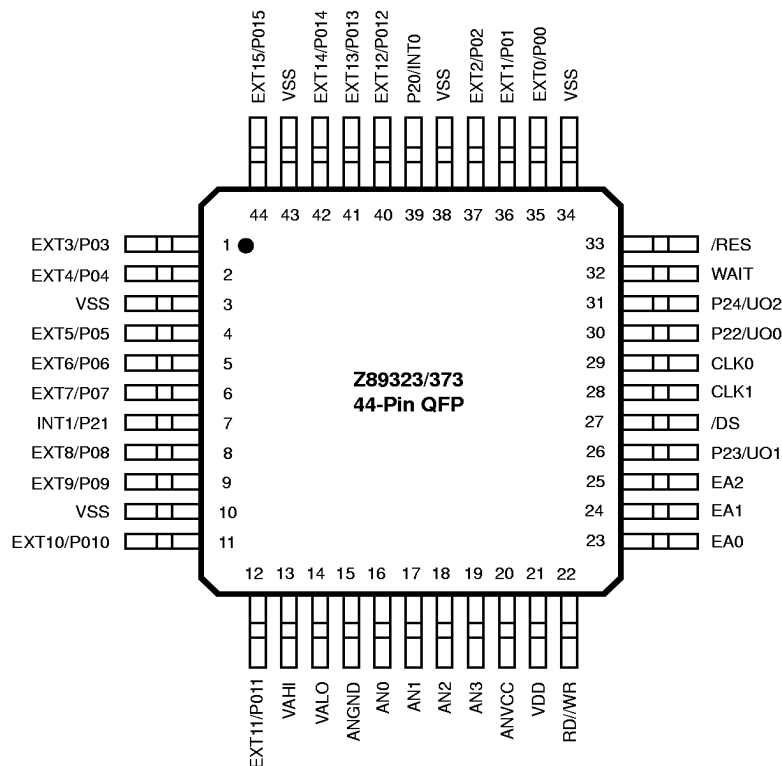 EXT15/P015
VSS
EXT14/P014
EXT13/P013
EXT12/P012
P20/INT0
VSS
EXT2/P02
EXT1/P01
EXT0/P00
VSS
44 43 42 41 40 39 38 37 36 35 34
EXT3/P03 1 33 /RES
EXT4/P04 2 32 WAIT
VSS 3 31 P24/UO2
EXT5/P05 4 30 P22/UO0
EXT6/P06 5 29 CLK0
EXT7/P07 6 28 CLK1
INT1/P21 7 27 /DS
EXT8/P08 8 26 P23/UO1
EXT9/P09 9 25 EA2
VSS 10 24 EA1
EXT10/P010 11 23 EA0
Z89323/373
44-Pin QFP
12 13 14 15 16 17 18 19 20 21 22
EXT11/P011
VAHI
VALO
ANGND
AN0
AN1
AN2
AN3
ANVCC
VDD
RD//WR